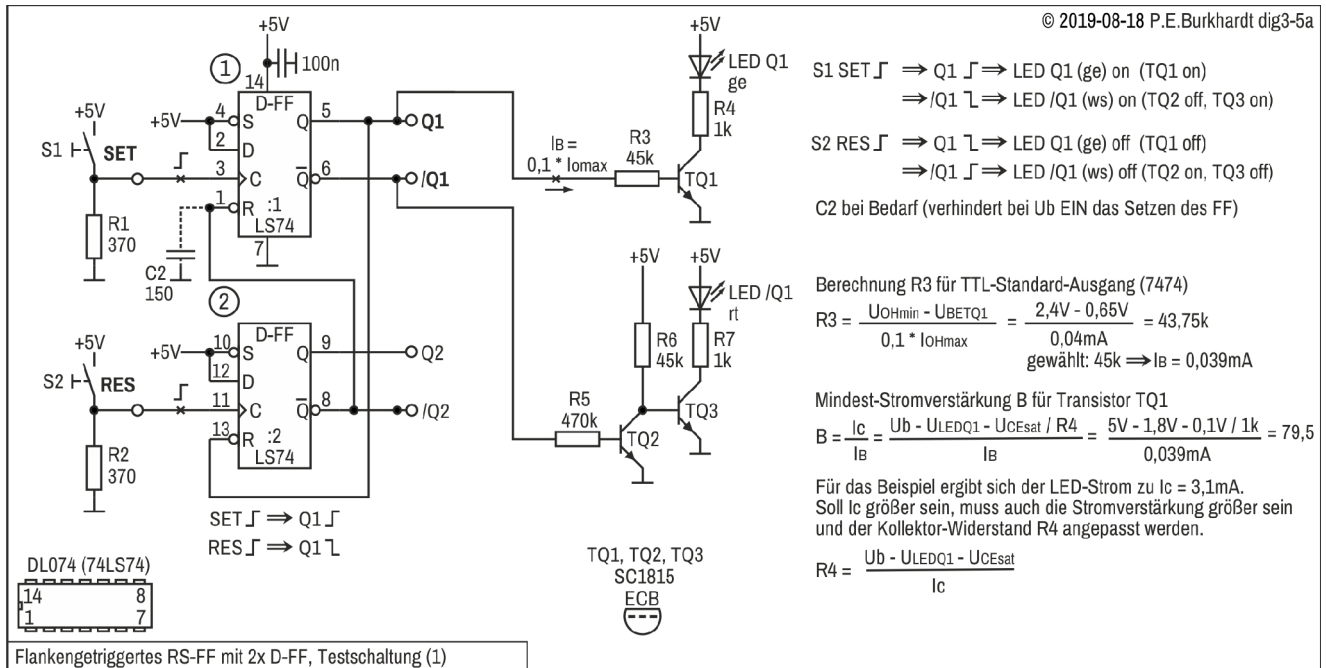 © 2019-08-18 P.E.Burkhardt dig3-5a
+5V
100n
1
14
D-FF
+5V
4
S
Q
5
Q1
2
D
+5V
S1
SET
3
C
Q
6
/Q1
1
R
:1
LS74
7
R1
370
C2
150
2
D-FF
+5V
10
S
Q
9
Q2
12
D
+5V
S2
RES
11
C
Q
8
/Q2
13
R
:2
LS74
R2
370
SET ⇒ Q1
RES ⇒ Q1
DL074 (74LS74)
14 8
1 7
IB =
0,1 * Iomax
R3
45k
+5V
LED Q1
ge
R4
1k
TQ1
+5V
+5V
LED /Q1
rt
R6
45k
R7
1k
R5
470k
TQ2
TQ3
TQ1, TQ2, TQ3
SC1815
ECB
S1 SET ⇒ Q1 ⇒ LED Q1 (ge) on (TQ1 on)
⇒ /Q1 ⇒ LED /Q1 (ws) on (TQ2 off, TQ3 on)
S2 RES ⇒ Q1 ⇒ LED Q1 (ge) off (TQ1 off)
⇒ /Q1 ⇒ LED /Q1 (ws) off (TQ2 on, TQ3 off)
C2 bei Bedarf (verhindert bei Ub EIN das Setzen des FF)
Berechnung R3 für TTL-Standard-Ausgang (7474)
R3 = UOHmin - UBETQ1 / 0,1 * IOHmax = 2,4V - 0,65V / 0,04mA = 43,75k
gewählt: 45k ⇒ IB = 0,039mA
Mindest-Stromverstärkung B für Transistor TQ1
B = Ic / IB = Ub - ULEDQ1 - UCEsat / R4 / IB = 5V - 1,8V - 0,1V / 1k / 0,039mA = 79,5
Für das Beispiel ergibt sich der LED-Strom zu Ic = 3,1mA.
Soll Ic größer sein, muss auch die Stromverstärkung größer sein
und der Kollektor-Widerstand R4 angepasst werden.
R4 = Ub - ULEDQ1 - UCEsat / Ic
Flankengetriggertes RS-FF mit 2x D-FF, Testschaltung (1)